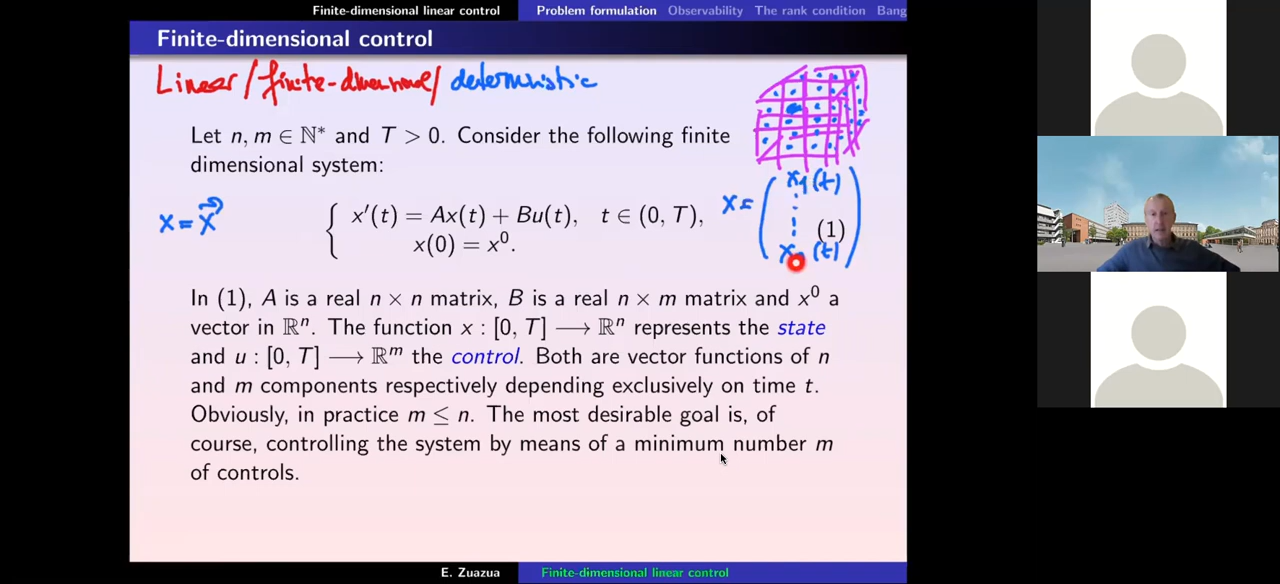 Finite-dimensional linear control
Problem formulation Observability The rank condition Bang
Finite-dimensional control
Linear/finite-dimensional/deterministic
Let n, m ∈ ℕ* and T > 0. Consider the following finite
dimensional system:
x = x⃗
{ x′(t) = Ax(t) + Bu(t), t ∈ (0, T),
x(0) = x⁰.
(1)
x = ( x₁(t)
⋮
xₙ(t) )
In (1), A is a real n × n matrix, B is a real n × m matrix and x⁰ a
vector in ℝⁿ. The function x : [0, T] ⟶ ℝⁿ represents the state
and u : [0, T] ⟶ ℝᵐ the control. Both are vector functions of n
and m components respectively depending exclusively on time t.
Obviously, in practice m ≤ n. The most desirable goal is, of
course, controlling the system by means of a minimum number m
of controls.
E. Zuazua
Finite-dimensional linear control